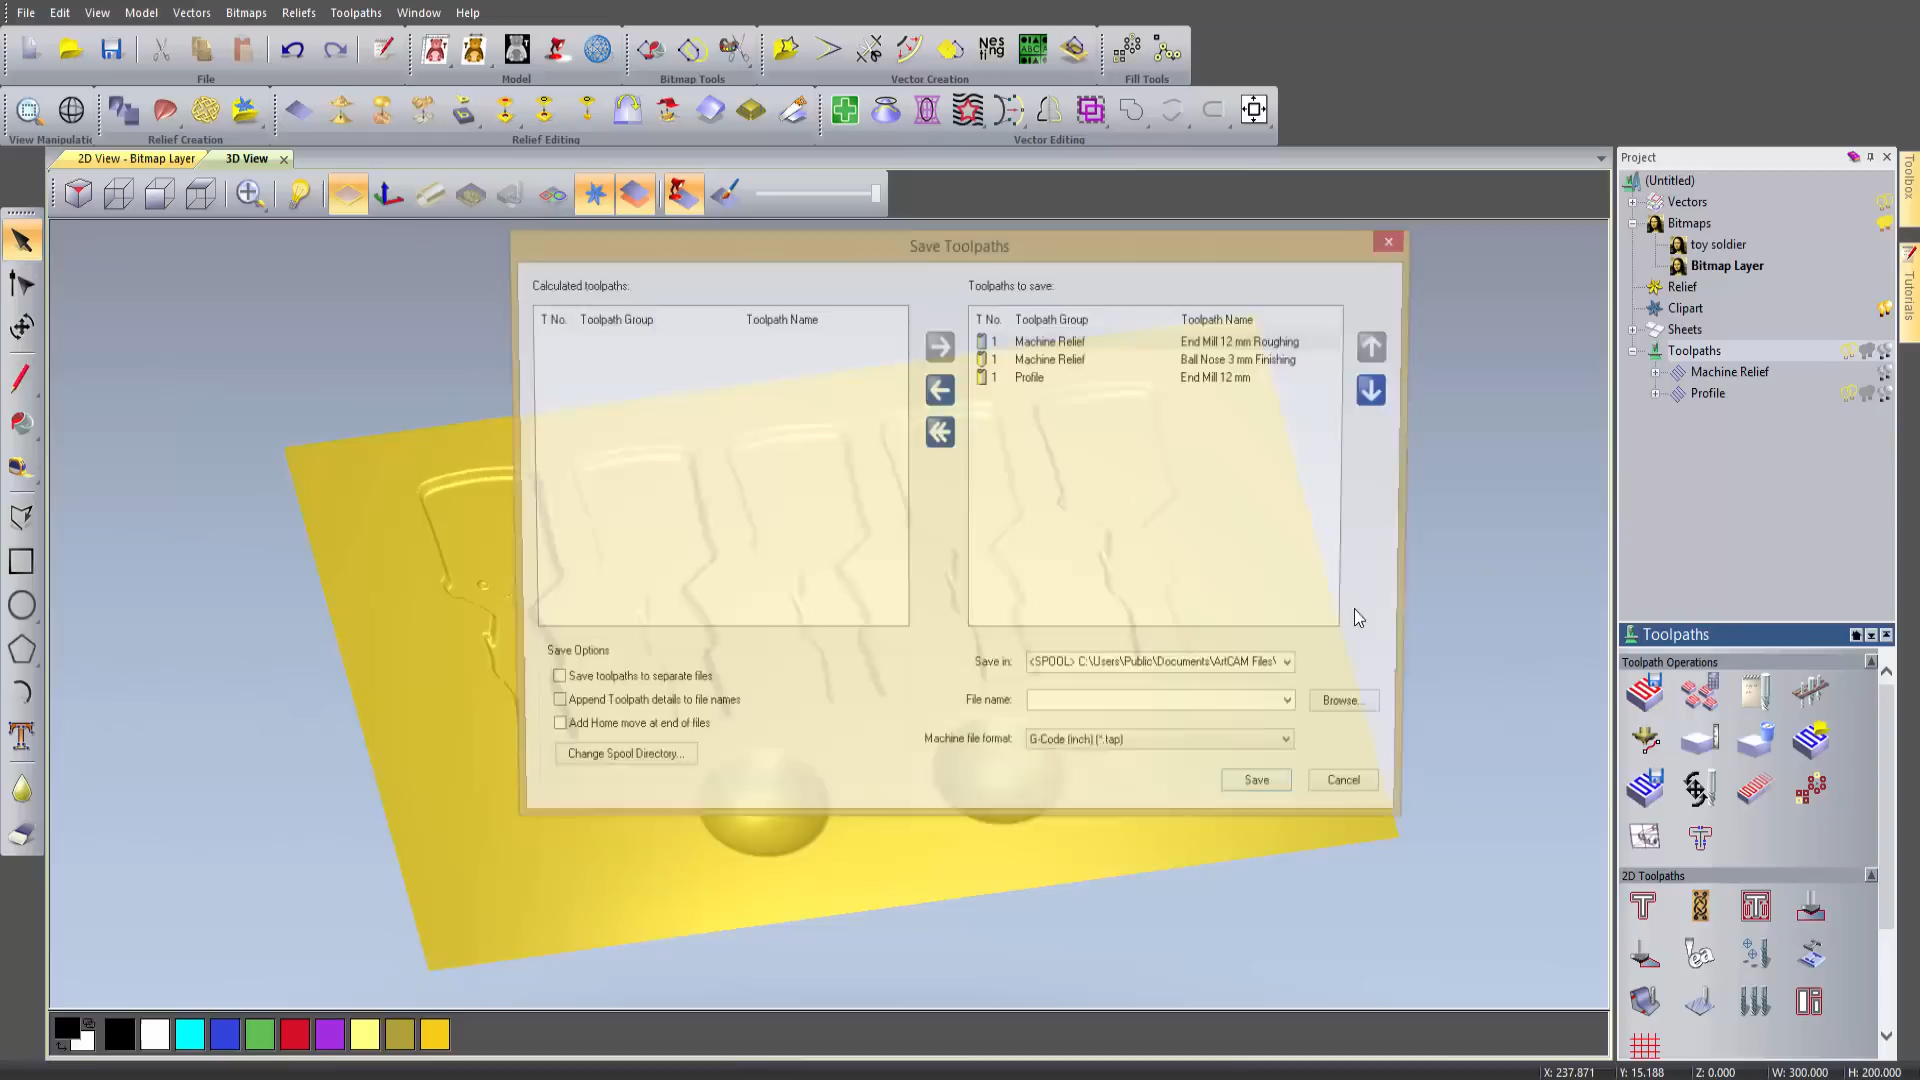 File Edit View Model Vectors Bitmaps Reliefs Toolpaths Window Help
Nes
ting
ABC
File Model Bitmap Tools Vector Creation Fill Tools
View Manipulatic Relief Creation Relief Editing Vector Editing
2D View - Bitmap Layer 3D View
Project
(Untitled)
Vectors
Bitmaps
toy soldier
Bitmap Layer
Relief
Clipart
Sheets
Toolpaths
Machine Relief
Profile
Toolbox
Tutorials
Save Toolpaths
Calculated toolpaths: Toolpaths to save:
T No. Toolpath Group Toolpath Name T No. Toolpath Group Toolpath Name
1 Machine Relief End Mill 12 mm Roughing
1 Machine Relief Ball Nose 3 mm Finishing
1 Profile End Mill 12 mm
Save Options
Save toolpaths to separate files
Append Toolpath details to file names
Add Home move at end of files
Change Spool Directory...
Save in: <SPOOL> C:\Users\Public\Documents\ArtCAM Files\
File name: Browse...
Machine file format: G-Code (inch) (*.tap)
Save Cancel
Toolpaths
Toolpath Operations
2D Toolpaths
X: 237.871 Y: 15.188 Z: 0.000 W: 300.000 H: 200.000